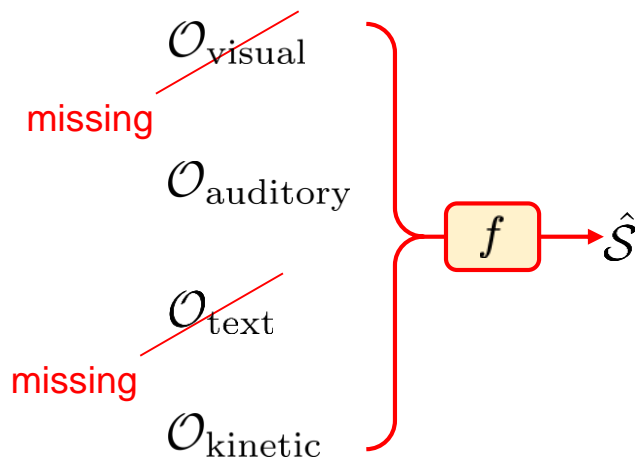 𝒪visual
missing
𝒪auditory
f
𝒮̂
𝒪text
missing
𝒪kinetic